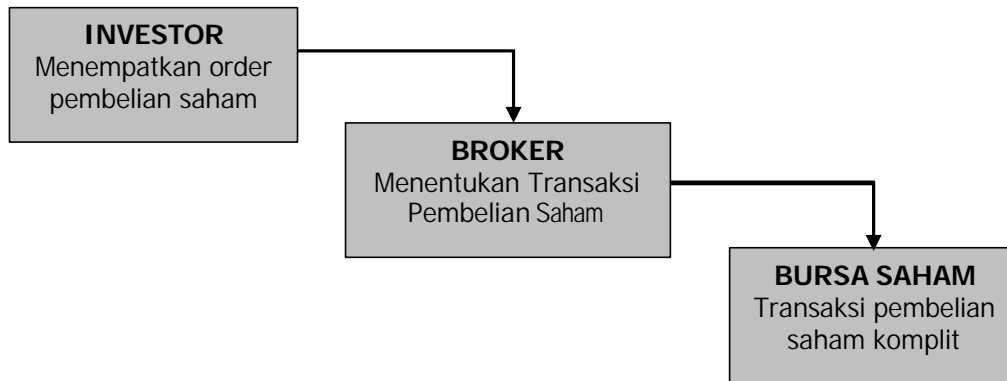 INVESTOR
Menempatkan order
pembelian saham
BROKER
Menentukan Transaksi
Pembelian Saham
BURSA SAHAM
Transaksi pembelian
saham komplit